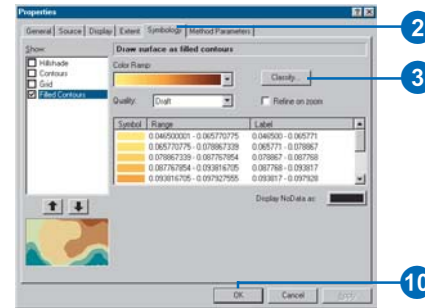 Properties
General Source Display Extent Symbology Method Parameters
2
Show:
Draw surface as filled contours
Hillshade
Contours
Grid
Filled Contours
Color Ramp:
Classify...
3
Quality: Draft
Refine on zoom
Symbol Range Label
0.046500001 - 0.065770775 0.046500 - 0.065771
0.065770775 - 0.078867339 0.065771 - 0.078867
0.078867339 - 0.087767854 0.078867 - 0.087768
0.087767854 - 0.093816705 0.087768 - 0.093817
0.093816705 - 0.097927555 0.093817 - 0.097928
Display NoData as:
10
OK Cancel Apply